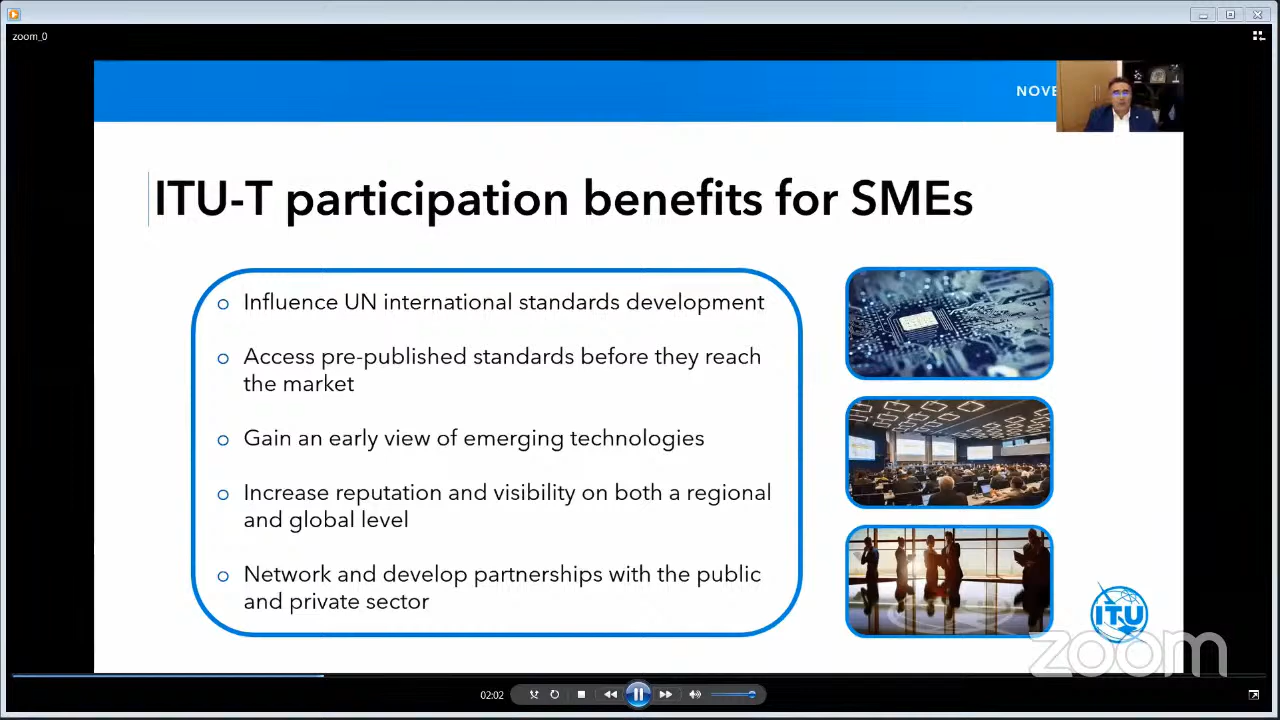 zoom_0
NOVE
ITU-T participation benefits for SMEs
Influence UN international standards development
Access pre-published standards before they reach
the market
Gain an early view of emerging technologies
Increase reputation and visibility on both a regional
and global level
Network and develop partnerships with the public
and private sector
ITU
zoom
02:02